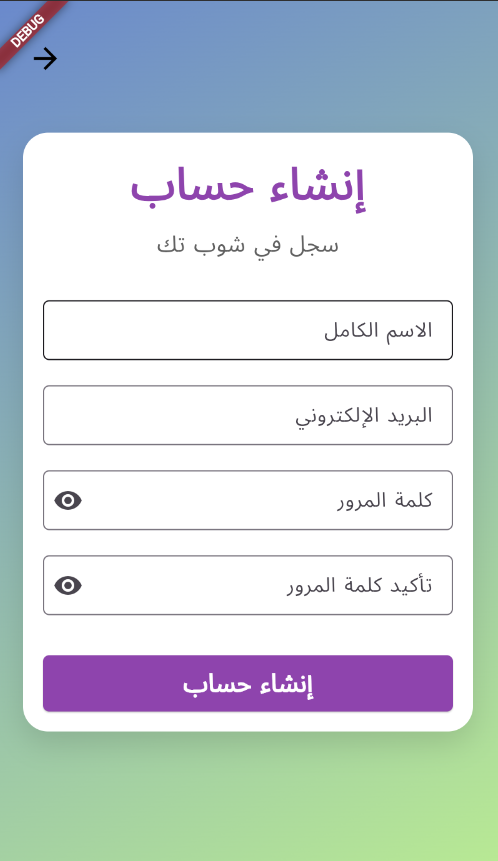 DEBUG
إنشاء حساب
سجل في شوب تك
الاسم الكامل
البريد الإلكتروني
كلمة المرور
تأكيد كلمة المرور
إنشاء حساب